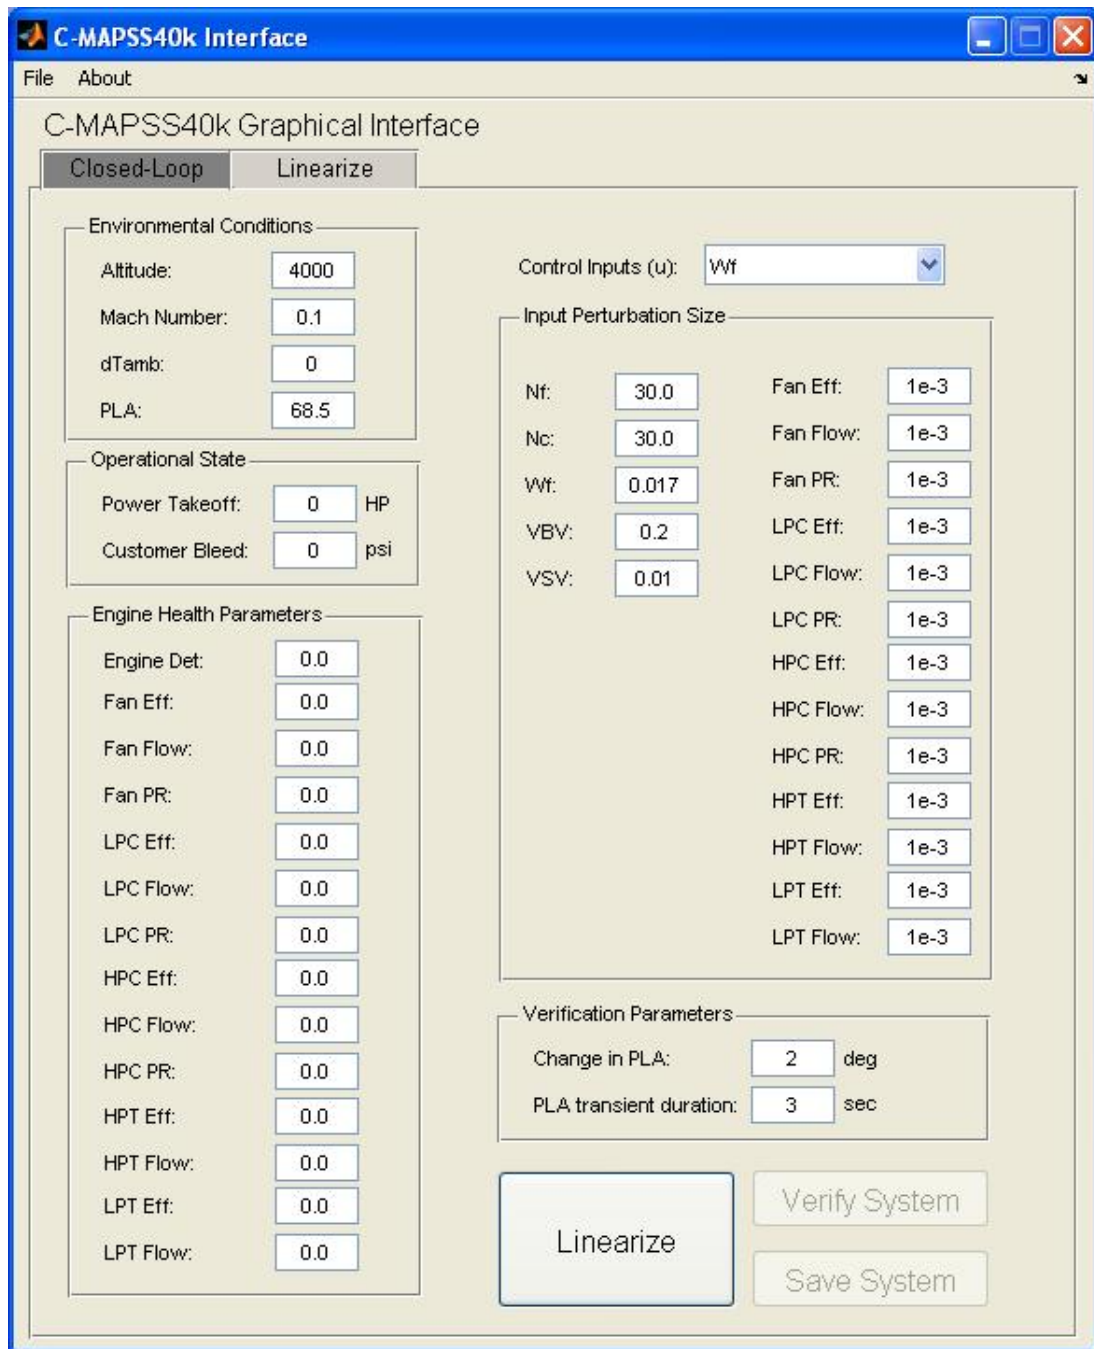 C-MAPSS40k Interface
File About
C-MAPSS40k Graphical Interface
Closed-Loop Linearize
Environmental Conditions
Altitude: 4000
Mach Number: 0.1
dTamb: 0
PLA: 68.5
Operational State
Power Takeoff: 0 HP
Customer Bleed: 0 psi
Engine Health Parameters
Engine Det: 0.0
Fan Eff: 0.0
Fan Flow: 0.0
Fan PR: 0.0
LPC Eff: 0.0
LPC Flow: 0.0
LPC PR: 0.0
HPC Eff: 0.0
HPC Flow: 0.0
HPC PR: 0.0
HPT Eff: 0.0
HPT Flow: 0.0
LPT Eff: 0.0
LPT Flow: 0.0
Control Inputs (u): Wf
Input Perturbation Size
Nf: 30.0
Nc: 30.0
Wf: 0.017
VBV: 0.2
VSV: 0.01
Fan Eff: 1e-3
Fan Flow: 1e-3
Fan PR: 1e-3
LPC Eff: 1e-3
LPC Flow: 1e-3
LPC PR: 1e-3
HPC Eff: 1e-3
HPC Flow: 1e-3
HPC PR: 1e-3
HPT Eff: 1e-3
HPT Flow: 1e-3
LPT Eff: 1e-3
LPT Flow: 1e-3
Verification Parameters
Change in PLA: 2 deg
PLA transient duration: 3 sec
Linearize
Verify System
Save System